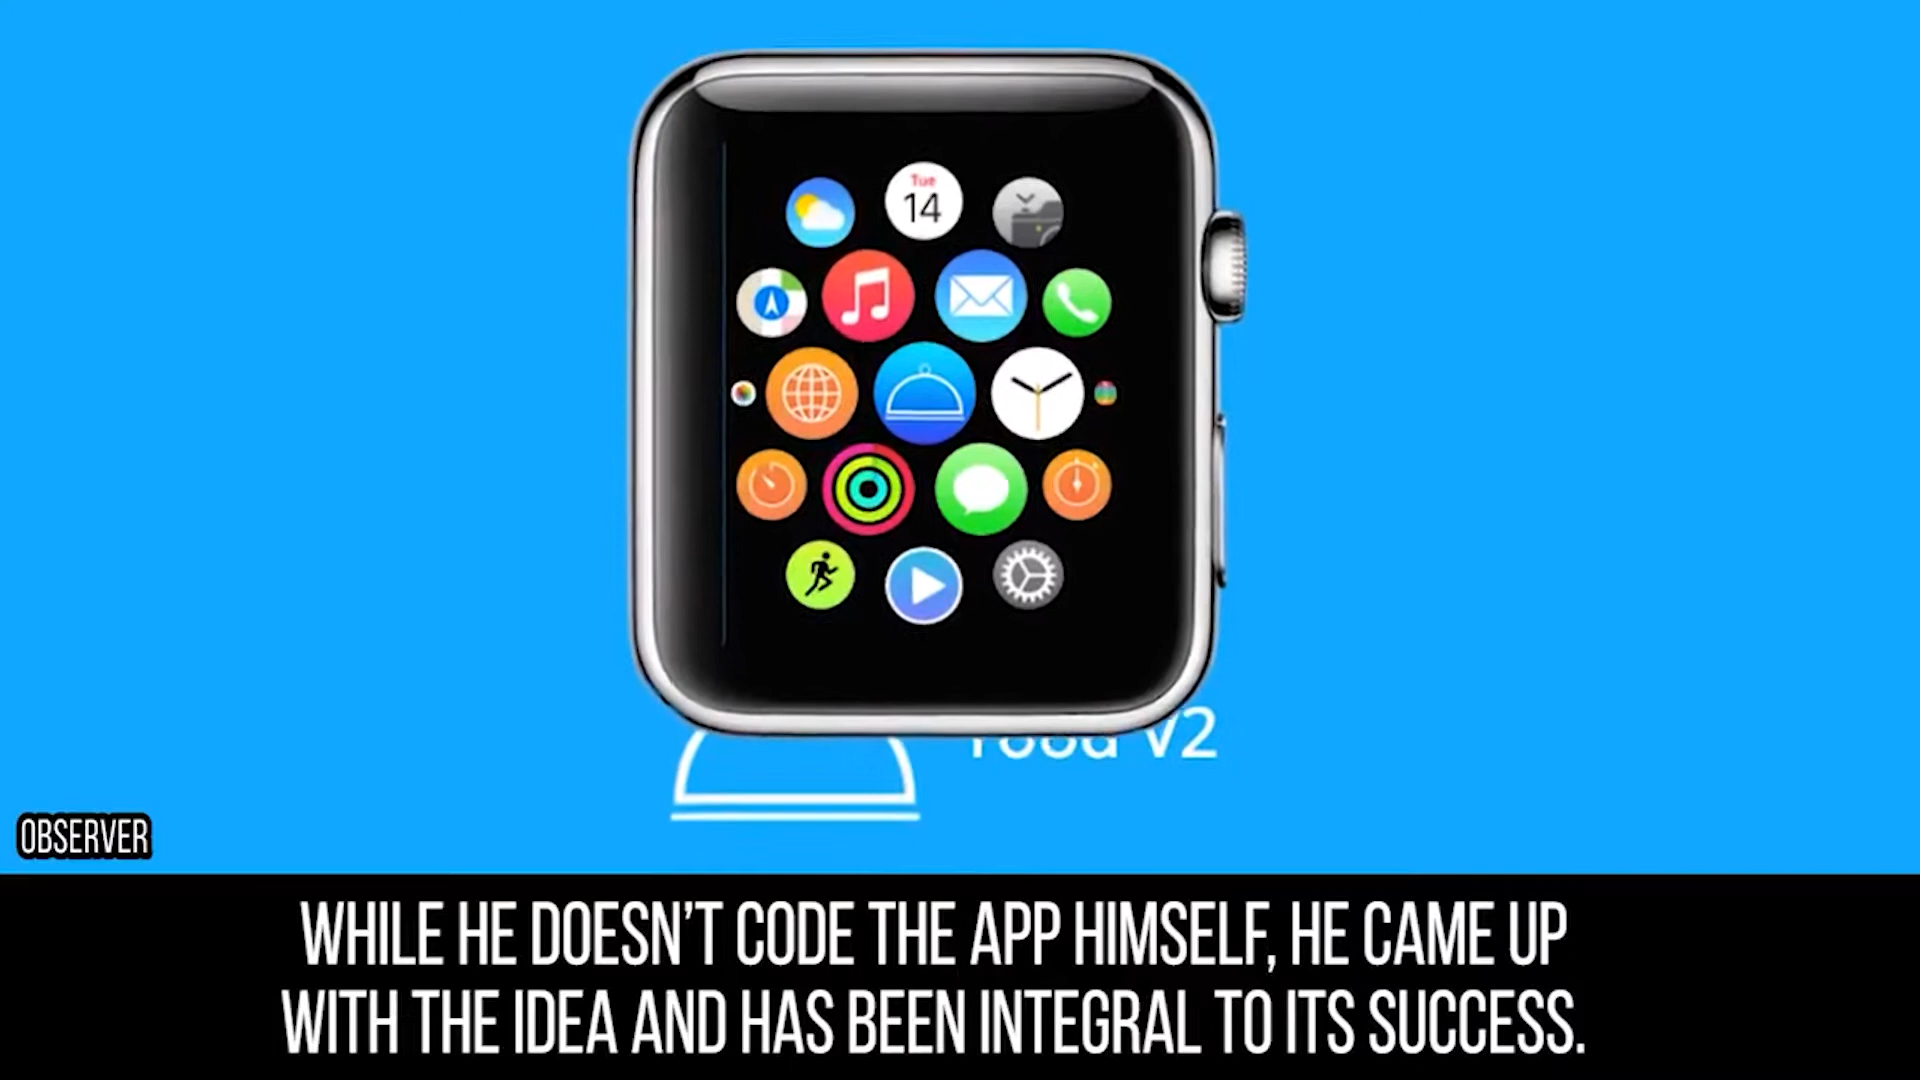 Tue
14
V2
OBSERVER
WHILE HE DOESN'T CODE THE APP HIMSELF, HE CAME UP
WITH THE IDEA AND HAS BEEN INTEGRAL TO ITS SUCCESS.